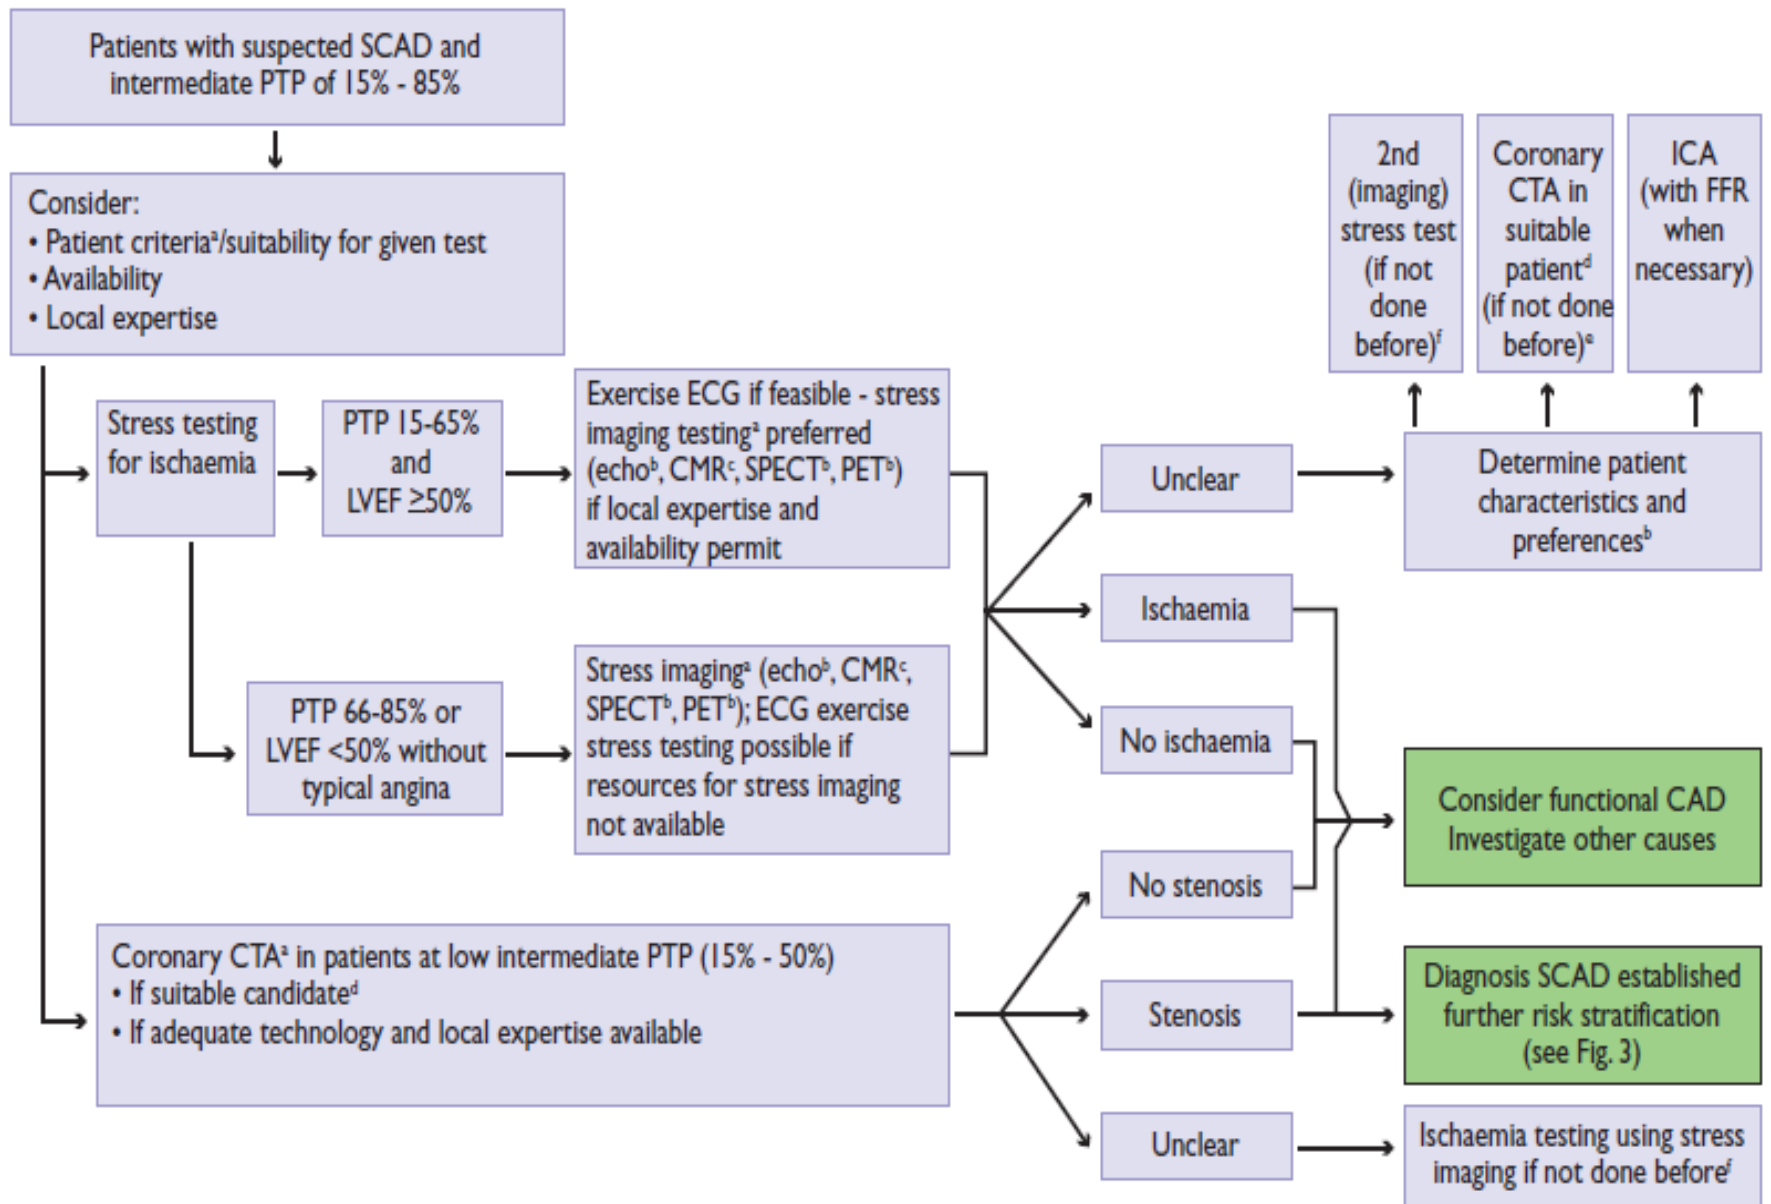 Patients with suspected SCAD and
intermediate PTP of 15% - 85%
Consider:
• Patient criteriaᵃ/suitability for given test
• Availability
• Local expertise
2nd
(imaging)
stress test
(if not
done
before)ᶠ
Coronary
CTA in
suitable
patientᵈ
(if not done
before)ᵉ
ICA
(with FFR
when
necessary)
Stress testing
for ischaemia
PTP 15-65%
and
LVEF ≥50%
Exercise ECG if feasible - stress
imaging testingᵃ preferred
(echoᵇ, CMRᶜ, SPECTᵇ, PETᵇ)
if local expertise and
availability permit
Unclear
Determine patient
characteristics and
preferencesᵇ
Ischaemia
PTP 66-85% or
LVEF <50% without
typical angina
Stress imagingᵃ (echoᵇ, CMRᶜ,
SPECTᵇ, PETᵇ); ECG exercise
stress testing possible if
resources for stress imaging
not available
No ischaemia
Consider functional CAD
Investigate other causes
No stenosis
Coronary CTAᵃ in patients at low intermediate PTP (15% - 50%)
• If suitable candidateᵈ
• If adequate technology and local expertise available
Stenosis
Diagnosis SCAD established
further risk stratification
(see Fig. 3)
Unclear
Ischaemia testing using stress
imaging if not done beforeᶠ